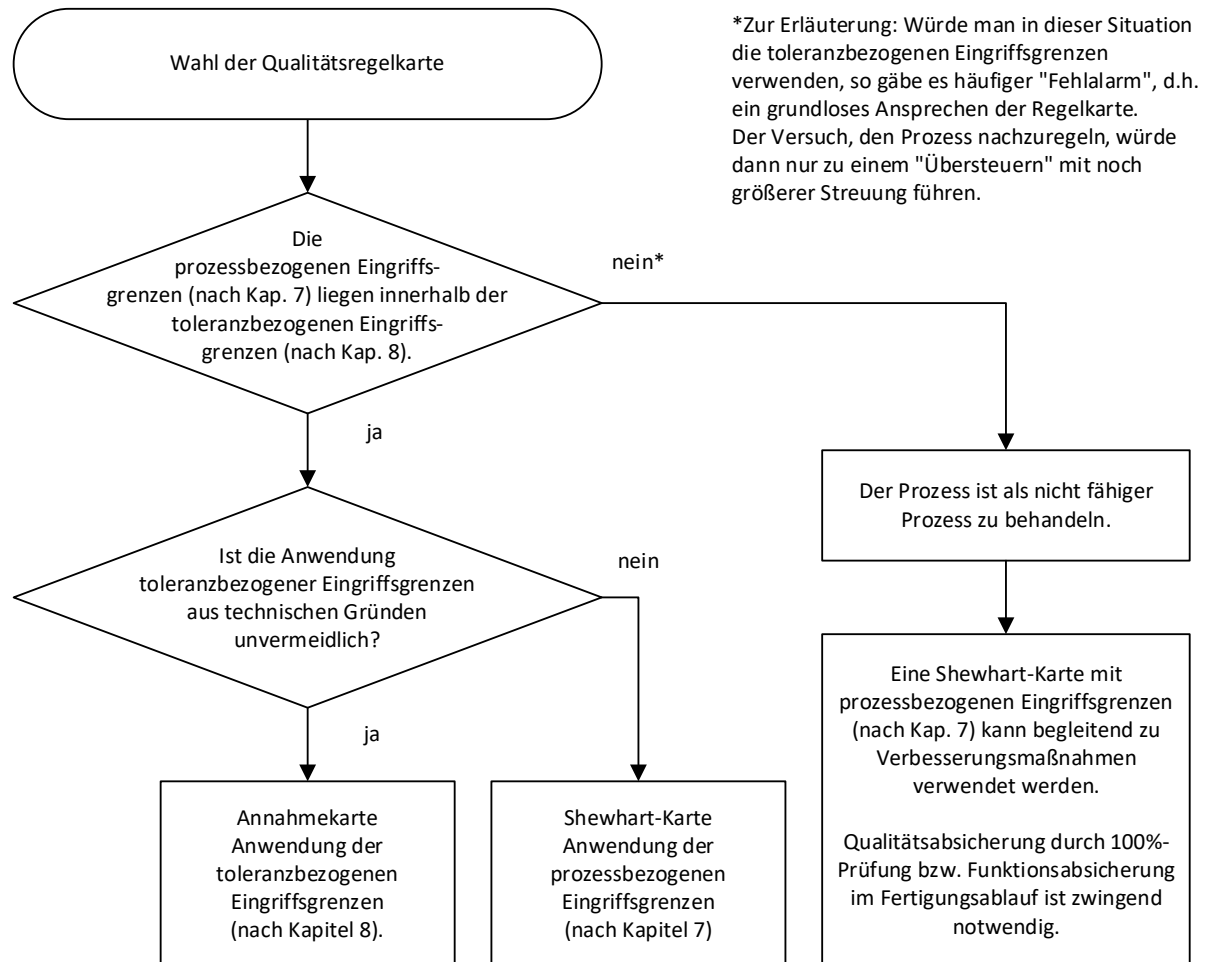 Wahl der Qualitätsregelkarte
*Zur Erläuterung: Würde man in dieser Situation
die toleranzbezogenen Eingriffsgrenzen
verwenden, so gäbe es häufiger "Fehlalarm", d.h.
ein grundloses Ansprechen der Regelkarte.
Der Versuch, den Prozess nachzuregeln, würde
dann nur zu einem "Übersteuern" mit noch
größerer Streuung führen.
Die
prozessbezogenen Eingriffs-
grenzen (nach Kap. 7) liegen innerhalb der
toleranzbezogenen Eingriffs-
grenzen (nach Kap. 8).
nein*
ja
Der Prozess ist als nicht fähiger
Prozess zu behandeln.
Ist die Anwendung
toleranzbezogener Eingriffsgrenzen
aus technischen Gründen
unvermeidlich?
nein
ja
Eine Shewhart-Karte mit
prozessbezogenen Eingriffsgrenzen
(nach Kap. 7) kann begleitend zu
Verbesserungsmaßnahmen
verwendet werden.
Qualitätsabsicherung durch 100%-
Prüfung bzw. Funktionsabsicherung
im Fertigungsablauf ist zwingend
notwendig.
Annahmekarte
Anwendung der
toleranzbezogenen
Eingriffsgrenzen
(nach Kapitel 8).
Shewhart-Karte
Anwendung der
prozessbezogenen
Eingriffsgrenzen
(nach Kapitel 7)